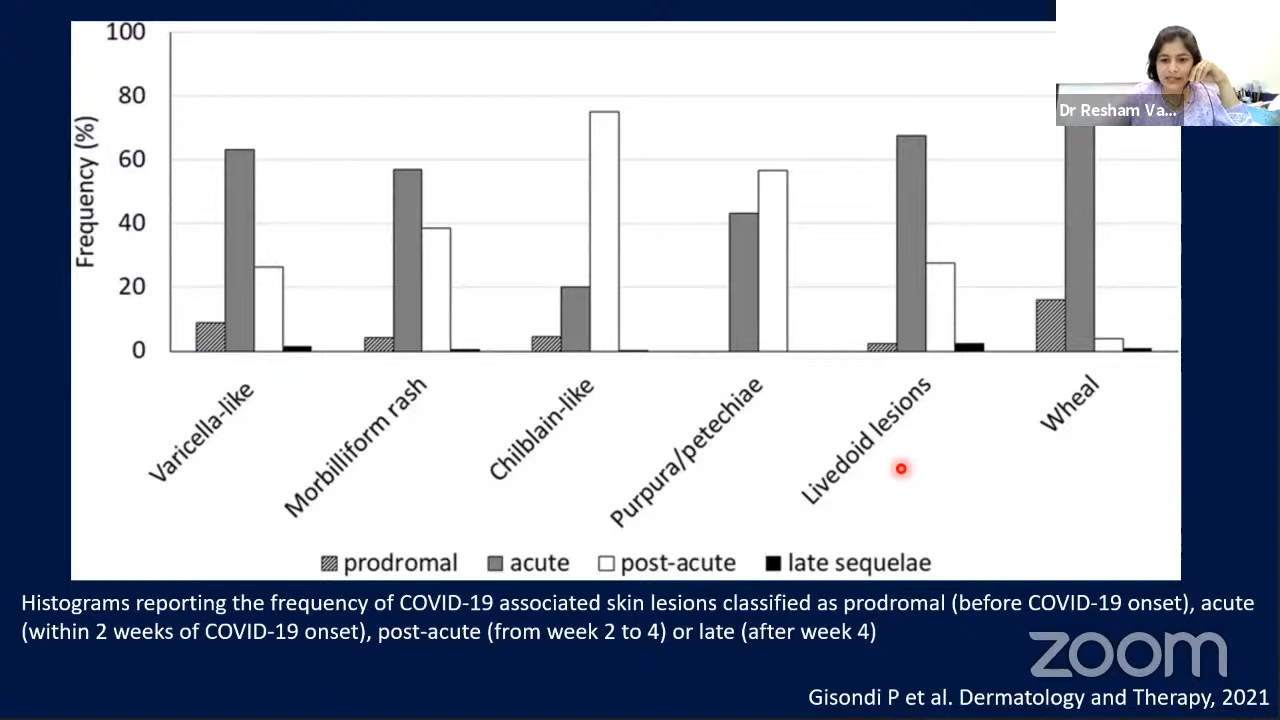 100
80
60
40
20
0
Frequency (%)
Dr Resham Va...
Varicella-like
Morbilliform rash
Chilblain-like
Purpura/petechiae
Livedoid lesions
Wheal
prodromal acute post-acute late sequelae
Histograms reporting the frequency of COVID-19 associated skin lesions classified as prodromal (before COVID-19 onset), acute
(within 2 weeks of COVID-19 onset), post-acute (from week 2 to 4) or late (after week 4)
zoom
Gisondi P et al. Dermatology and Therapy, 2021